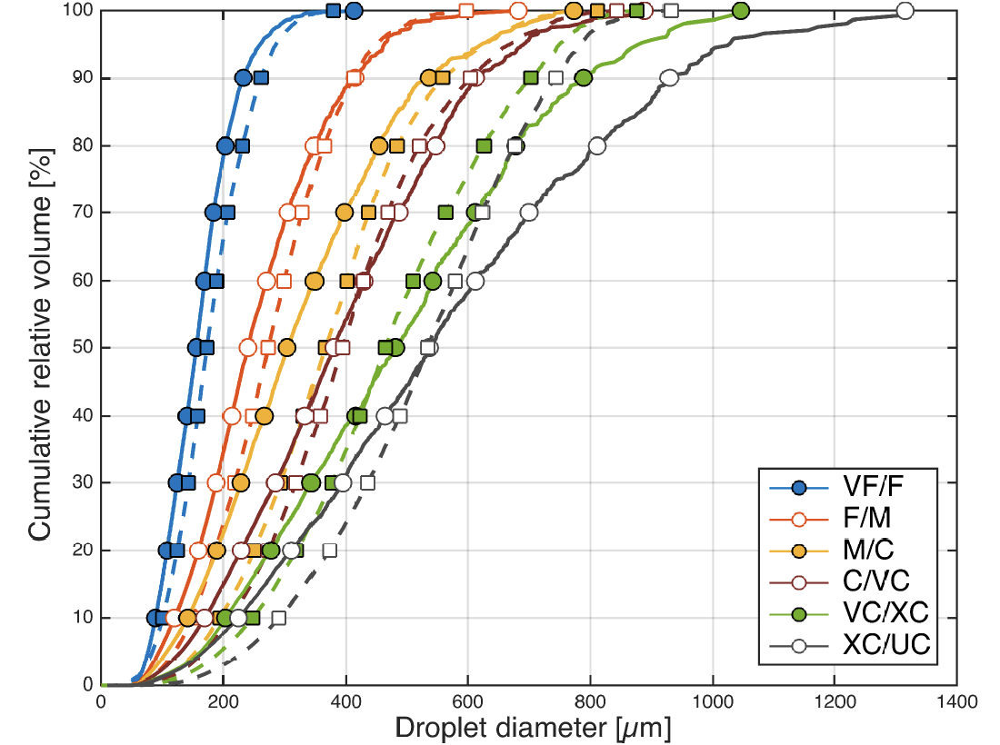 100
90
80
70
60
50
40
30
20
10
0
Cumulative relative volume [%]
VF/F
F/M
M/C
C/VC
VC/XC
XC/UC
0 200 400 600 800 1000 1200 1400
Droplet diameter [μm]